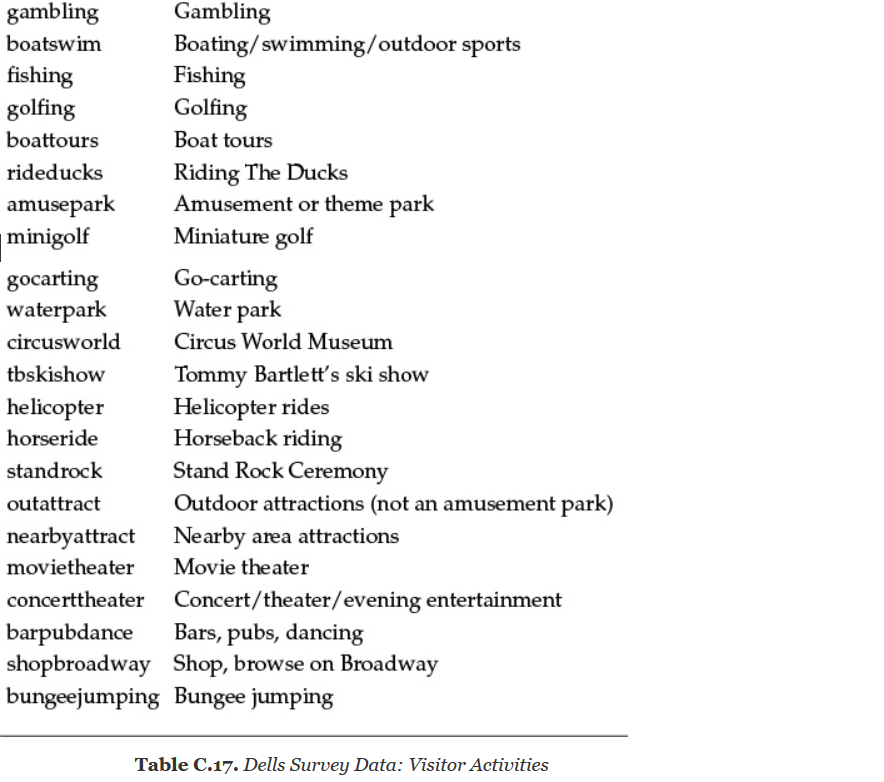 gambling Gambling
boatswim Boating/swimming/outdoor sports
fishing Fishing
golfing Golfing
boattours Boat tours
rideducks Riding The Ducks
amusepark Amusement or theme park
minigolf Miniature golf
gocarting Go-carting
waterpark Water park
circusworld Circus World Museum
tbskishow Tommy Bartlett's ski show
helicopter Helicopter rides
horseride Horseback riding
standrock Stand Rock Ceremony
outattract Outdoor attractions (not an amusement park)
nearbyattract Nearby area attractions
movietheater Movie theater
concerttheater Concert/theater/evening entertainment
barpubdance Bars, pubs, dancing
shopbroadway Shop, browse on Broadway
bungeejumping Bungee jumping
Table C.17. Dells Survey Data: Visitor Activities